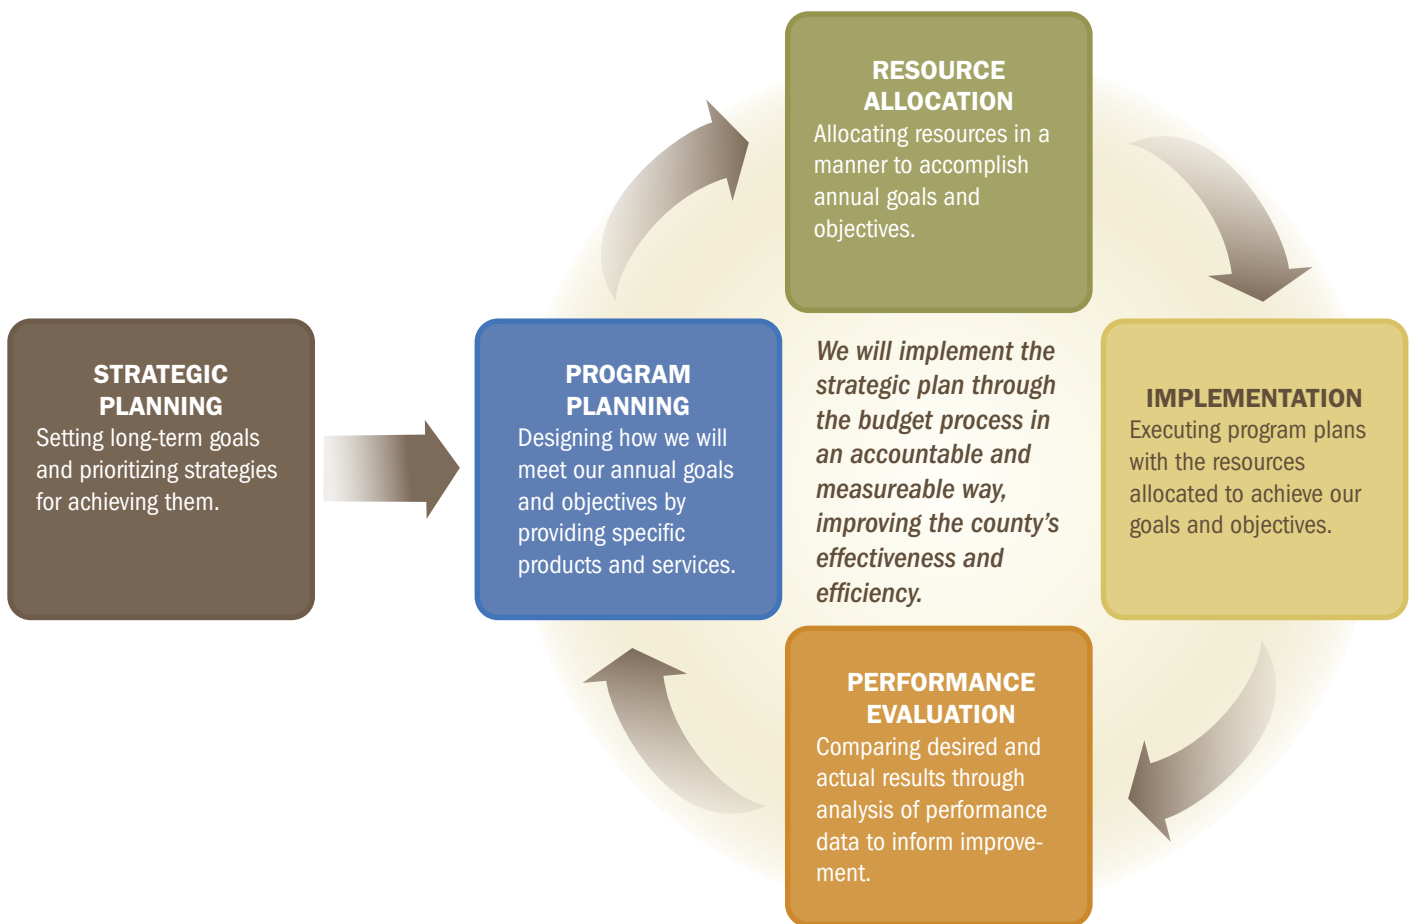 STRATEGIC
PLANNING
Setting long-term goals
and prioritizing strategies
for achieving them.
PROGRAM
PLANNING
Designing how we will
meet our annual goals
and objectives by
providing specific
products and services.
RESOURCE
ALLOCATION
Allocating resources in a
manner to accomplish
annual goals and
objectives.
We will implement the
strategic plan through
the budget process in
an accountable and
measureable way,
improving the county’s
effectiveness and
efficiency.
IMPLEMENTATION
Executing program plans
with the resources
allocated to achieve our
goals and objectives.
PERFORMANCE
EVALUATION
Comparing desired and
actual results through
analysis of performance
data to inform improve-
ment.